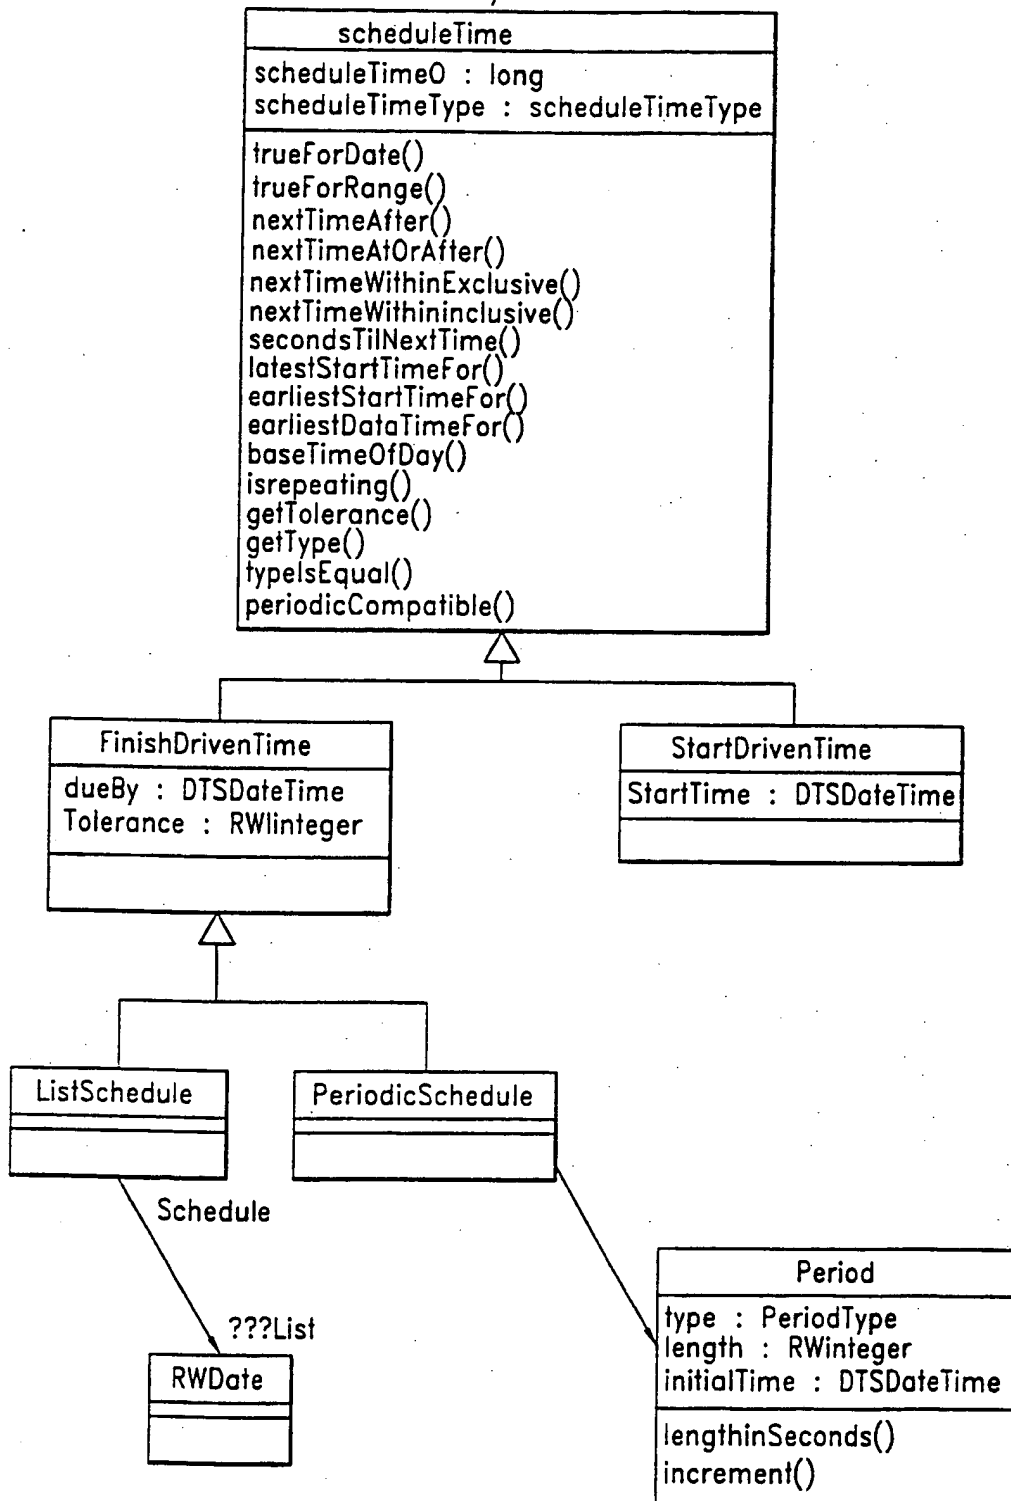 scheduleTime
scheduleTimeO : long
scheduleTimeType : scheduleTimeType
trueForDate()
trueForRange()
nextTimeAfter()
nextTimeAtOrAfter()
nextTimeWithinExclusive()
nextTimeWithininclusive()
secondsTilNextTime()
latestStartTimeFor()
earliestStartTimeFor()
earliestDataTimeFor()
baseTimeOfDay()
isrepeating()
getTolerance()
getType()
typeIsEqual()
periodicCompatible()
FinishDrivenTime
dueBy : DTSDateTime
Tolerance : RWlinteger
StartDrivenTime
StartTime : DTSDateTime
ListSchedule
PeriodicSchedule
Schedule
???List
RWDate
Period
type : PeriodType
length : RWinteger
initialTime : DTSDateTime
lengthinSeconds()
increment()